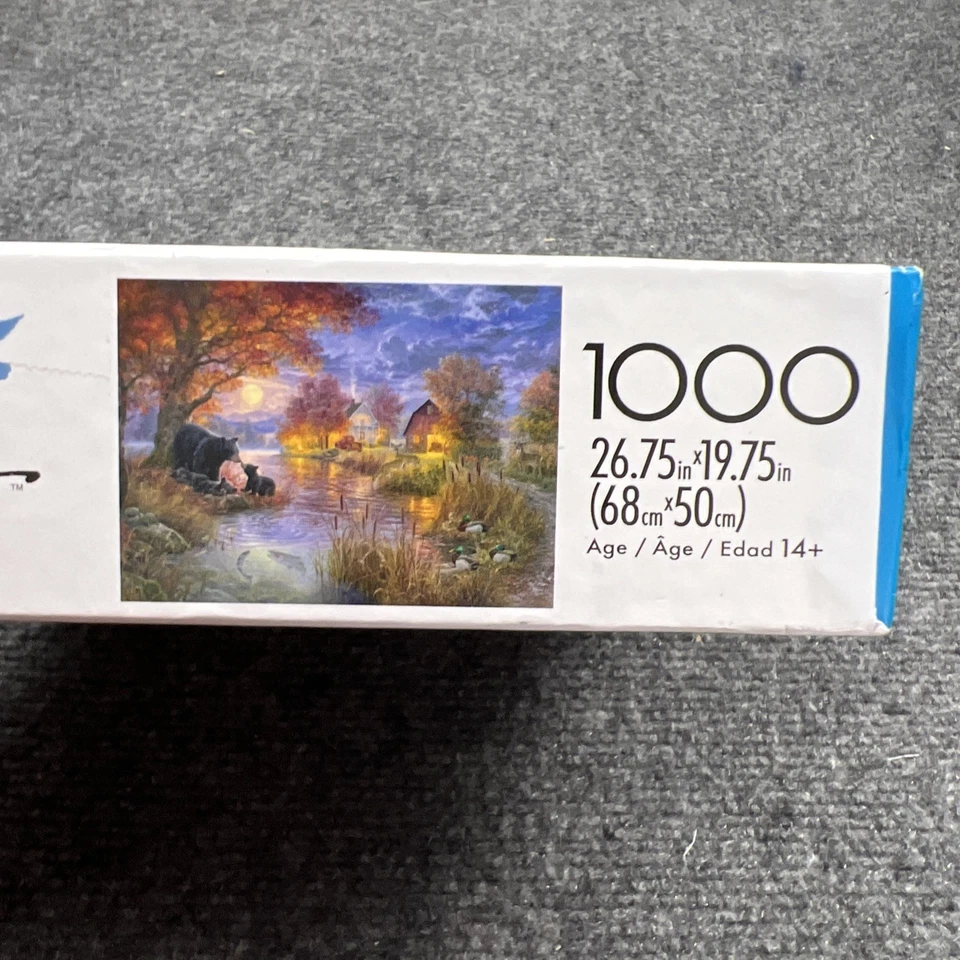 1000
26.75in x 19.75in
(68cm x 50cm)
Age / Âge / Edad 14+
TM